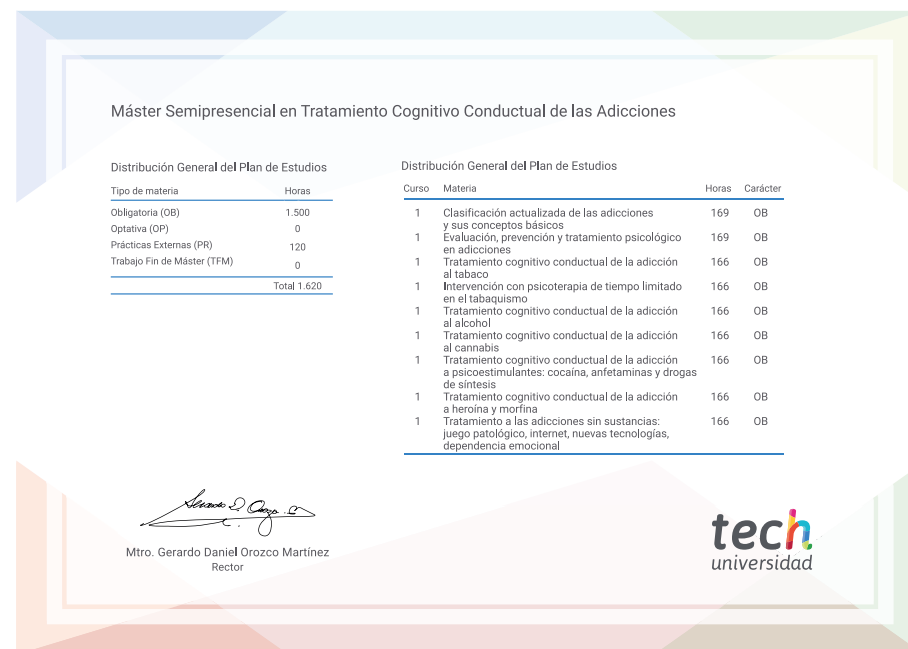 Máster Semipresencial en Tratamiento Cognitivo Conductual de las Adicciones
Distribución General del Plan de Estudios
Tipo de materia Horas
Obligatoria (OB) 1.500
Optativa (OP) 0
Prácticas Externas (PR) 120
Trabajo Fin de Máster (TFM) 0
Total 1.620
Distribución General del Plan de Estudios
Curso Materia Horas Carácter
1 Clasificación actualizada de las adicciones 169 OB
y sus conceptos básicos
1 Evaluación, prevención y tratamiento psicológico 169 OB
en adicciones
1 Tratamiento cognitivo conductual de la adicción 166 OB
al tabaco
1 Intervención con psicoterapia de tiempo limitado 166 OB
en el tabaquismo
1 Tratamiento cognitivo conductual de la adicción 166 OB
al alcohol
1 Tratamiento cognitivo conductual de la adicción 166 OB
al cannabis
1 Tratamiento cognitivo conductual de la adicción 166 OB
a psicoestimulantes: cocaína, anfetaminas y drogas
de síntesis
1 Tratamiento cognitivo conductual de la adicción 166 OB
a heroína y morfina
1 Tratamiento a las adicciones sin sustancias: 166 OB
juego patológico, internet, nuevas tecnologías,
dependencia emocional
Mtro. Gerardo Daniel Orozco Martínez
Rector
tech
universidad